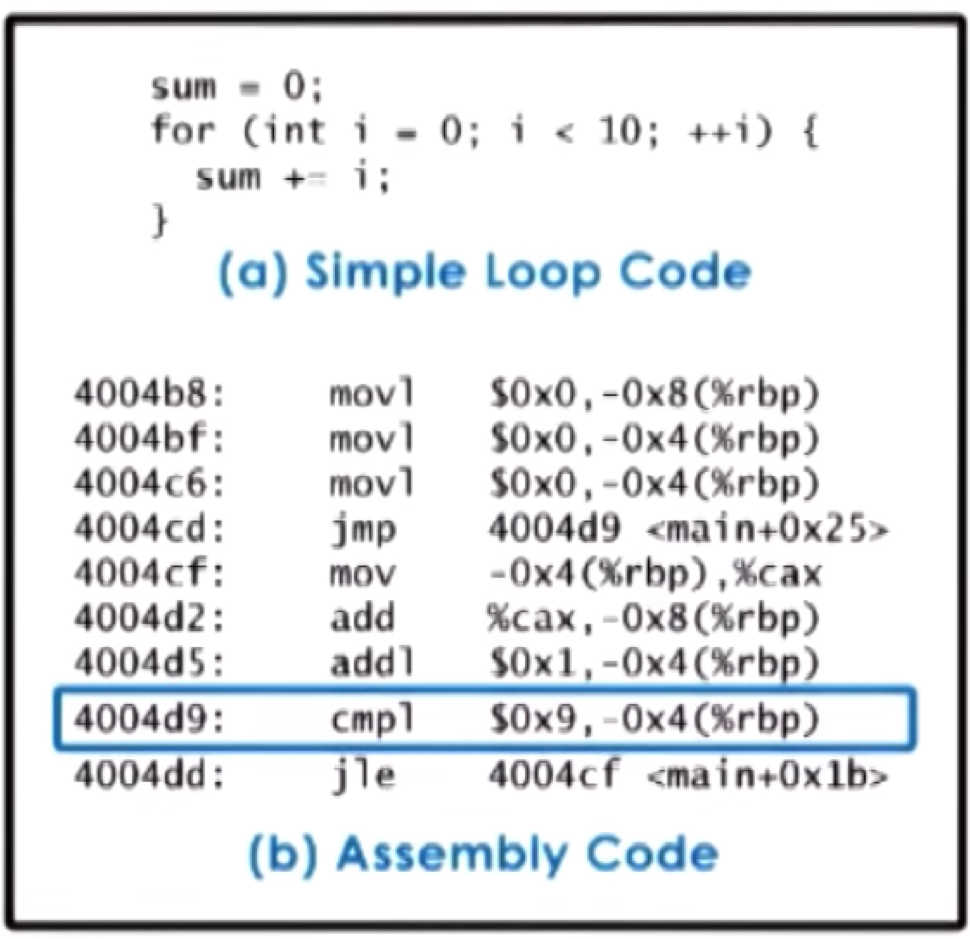 sum = 0;
for (int i = 0; i < 10; ++i) {
sum += i;
}
(a) Simple Loop Code
4004b8: movl $0x0,-0x8(%rbp)
4004bf: movl $0x0,-0x4(%rbp)
4004c6: movl $0x0,-0x4(%rbp)
4004cd: jmp 4004d9 <main+0x25>
4004cf: mov -0x4(%rbp),%cax
4004d2: add %cax,-0x8(%rbp)
4004d5: addl $0x1,-0x4(%rbp)
4004d9: cmpl $0x9,-0x4(%rbp)
4004dd: jle 4004cf <main+0x1b>
(b) Assembly Code